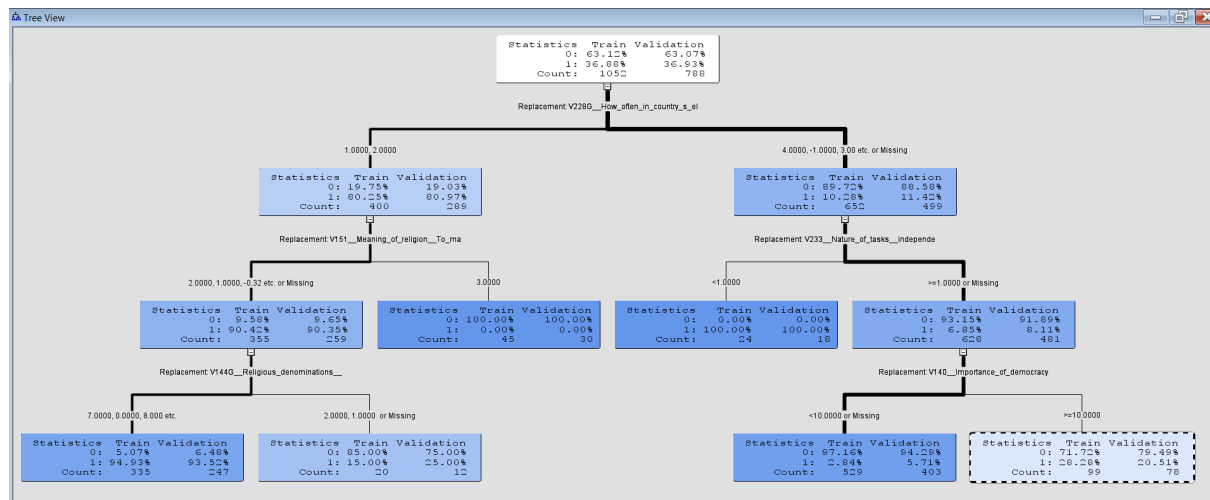 Tree View
Statistics Train Validation
0: 63.12% 63.07%
1: 36.88% 36.93%
Count: 1052 788
Replacement: V228G__How_often_in_country_s_el
1.0000, 2.0000
4.0000, -1.0000, 3.00 etc. or Missing
Statistics Train Validation
0: 19.75% 19.03%
1: 80.25% 80.97%
Count: 400 289
Statistics Train Validation
0: 89.72% 88.58%
1: 10.28% 11.42%
Count: 652 499
Replacement: V151__Meaning_of_religion__To_ma
Replacement: V233__Nature_of_tasks__independe
2.0000, 1.0000, -0.32 etc. or Missing
3.0000
<1.0000
>=1.0000 or Missing
Statistics Train Validation
0: 9.58% 9.65%
1: 90.42% 90.35%
Count: 355 259
Statistics Train Validation
0: 100.00% 100.00%
1: 0.00% 0.00%
Count: 45 30
Statistics Train Validation
0: 0.00% 0.00%
1: 100.00% 100.00%
Count: 24 18
Statistics Train Validation
0: 93.15% 91.89%
1: 6.85% 8.11%
Count: 628 481
Replacement: V144G__Religious_denominations__
Replacement: V140__Importance_of_democracy
7.0000, 0.0000, 8.000 etc.
2.0000, 1.0000 or Missing
<10.0000 or Missing
>=10.0000
Statistics Train Validation
0: 5.07% 6.48%
1: 94.93% 93.52%
Count: 335 247
Statistics Train Validation
0: 85.00% 75.00%
1: 15.00% 25.00%
Count: 20 12
Statistics Train Validation
0: 97.16% 94.29%
1: 2.84% 5.71%
Count: 529 403
Statistics Train Validation
0: 71.72% 79.49%
1: 28.28% 20.51%
Count: 99 78